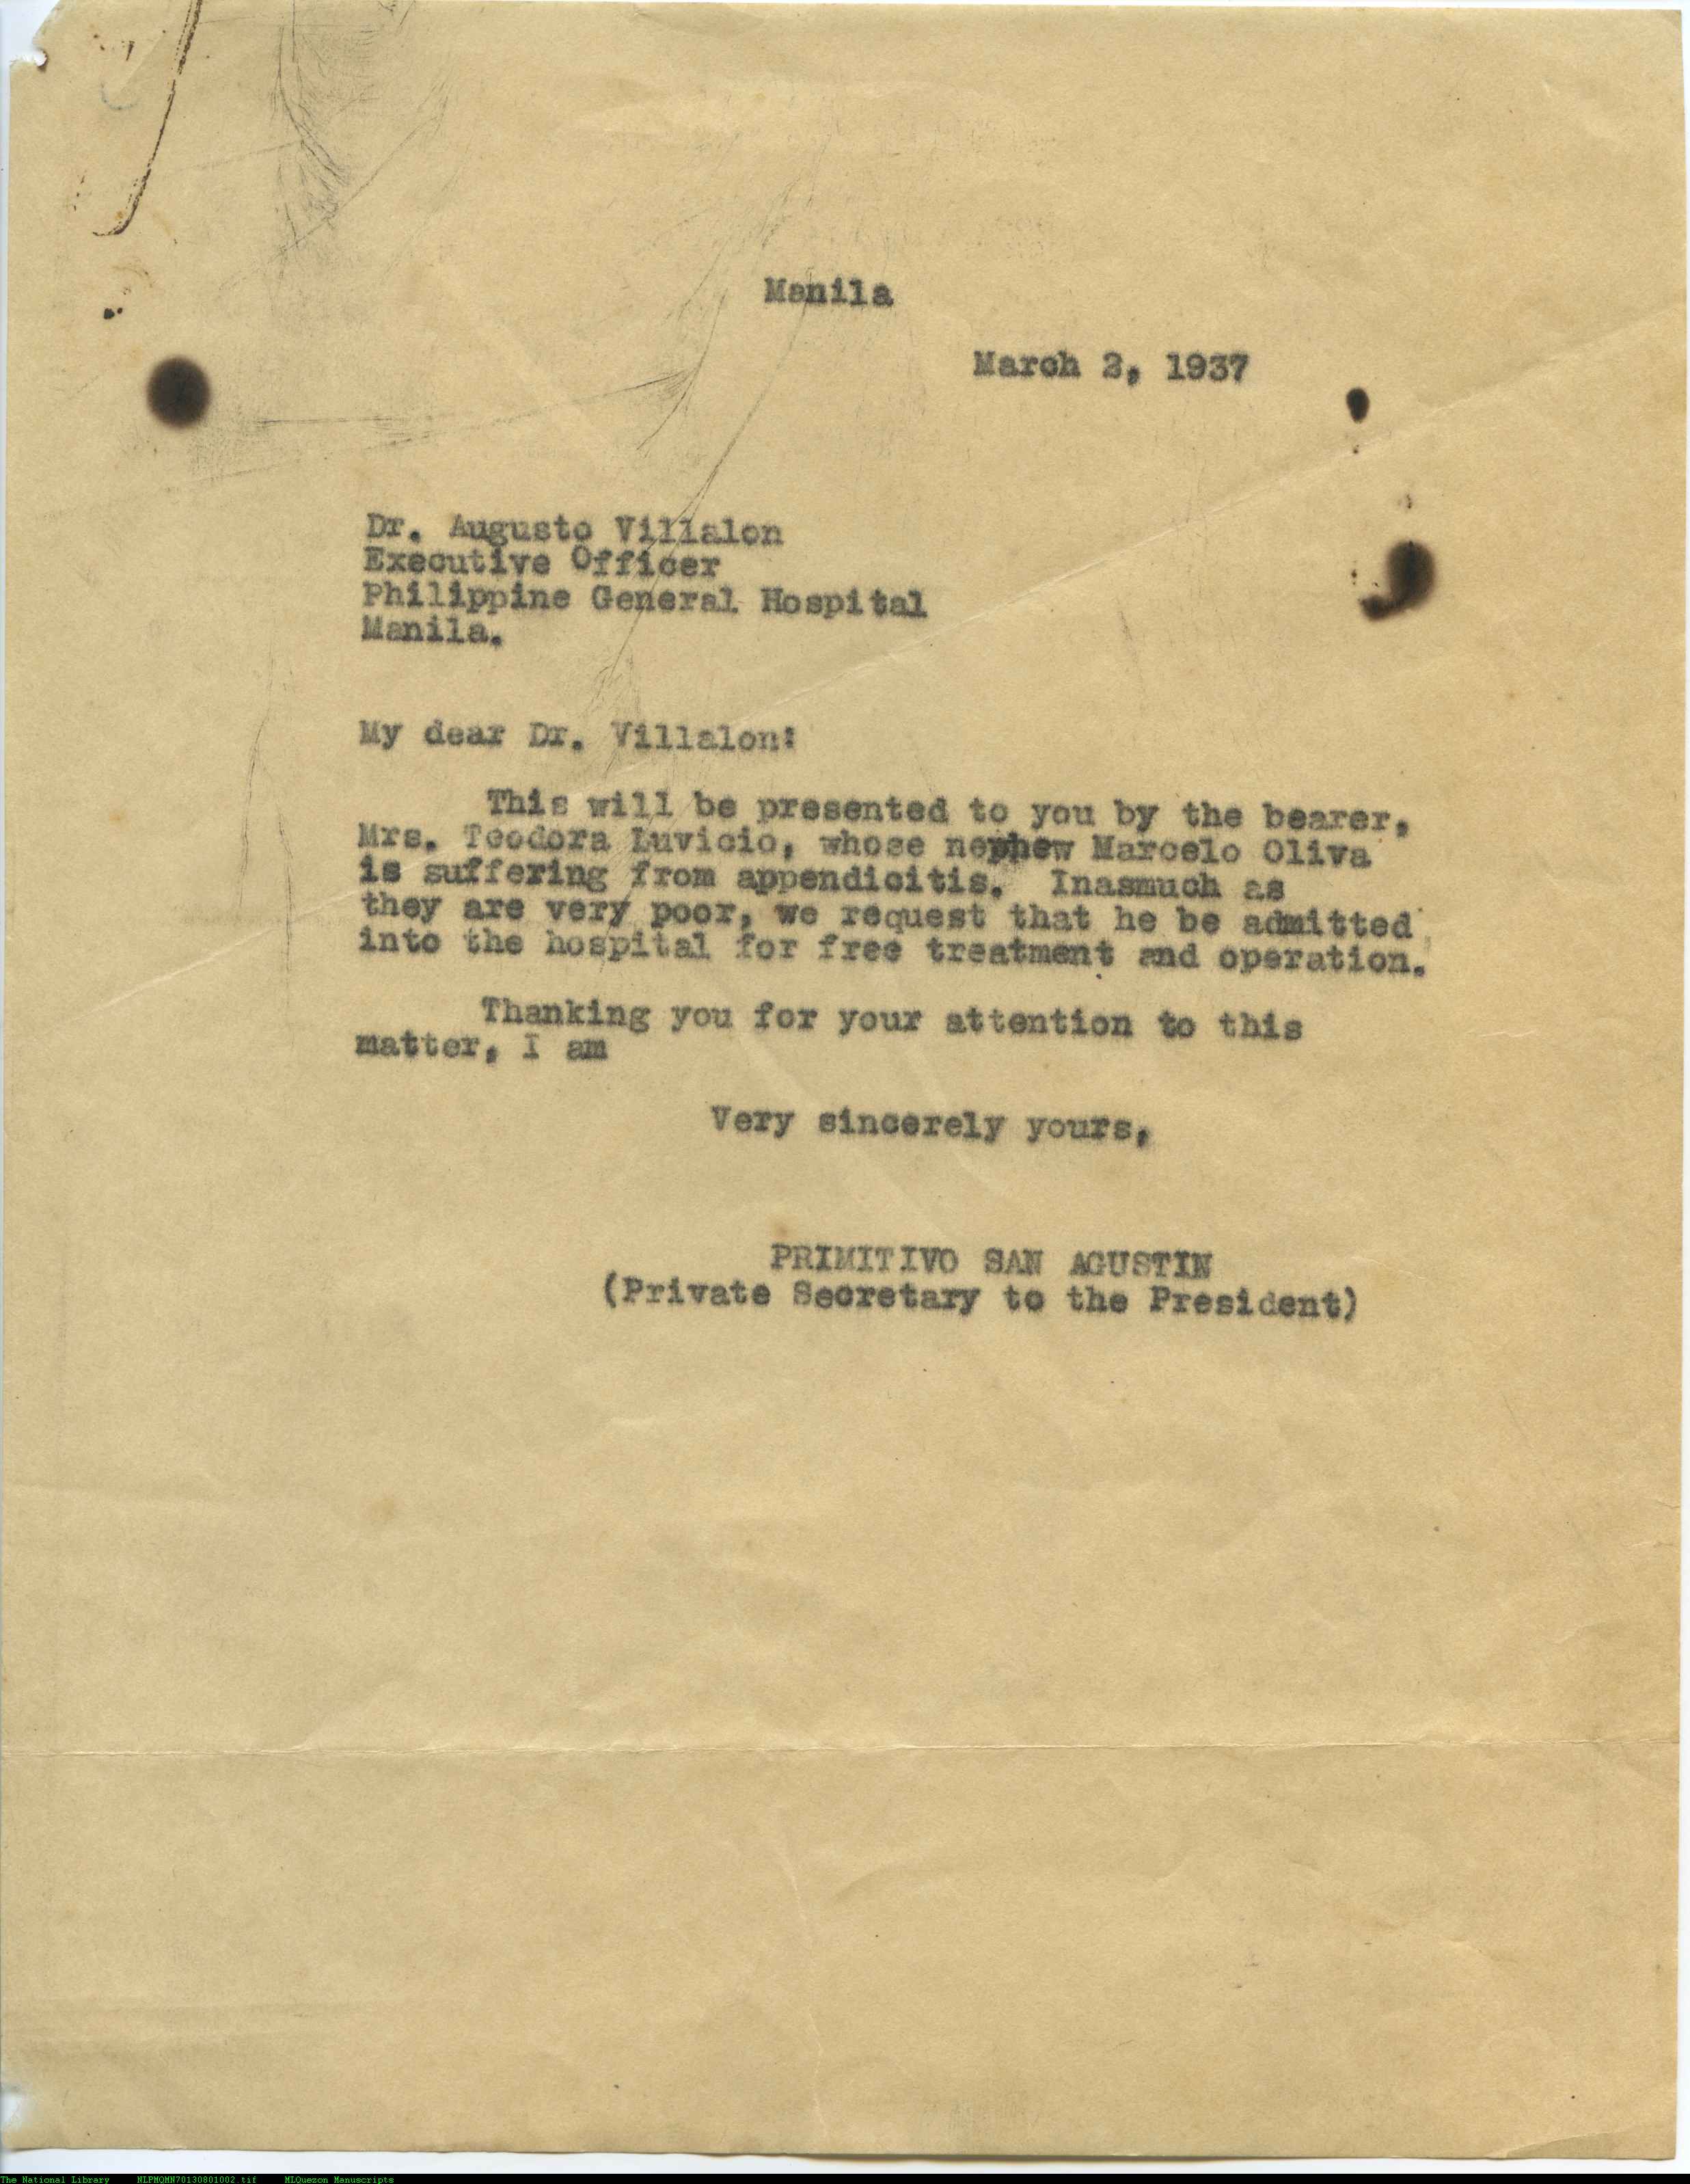 Manila
March 2, 1937
Dr. Augusto Villalon
Executive Officer
Philippine General Hospital
Manila.
My dear Dr. Villalon:
This will be presented to you by the bearer,
Mrs. Teodora Luvicio, whose nephew Marcelo Oliva
is suffering from appendicitis. Inasmuch as
they are very poor, we request that he be admitted
into the hospital for free treatment and operation.
Thanking you for your attention to this
matter, I am
Very sincerely yours,
PRIMITIVO SAN AGUSTIN
(Private Secretary to the President)
The National Library NLPMQMN70130801002.tif MLQuezon Manuscripts